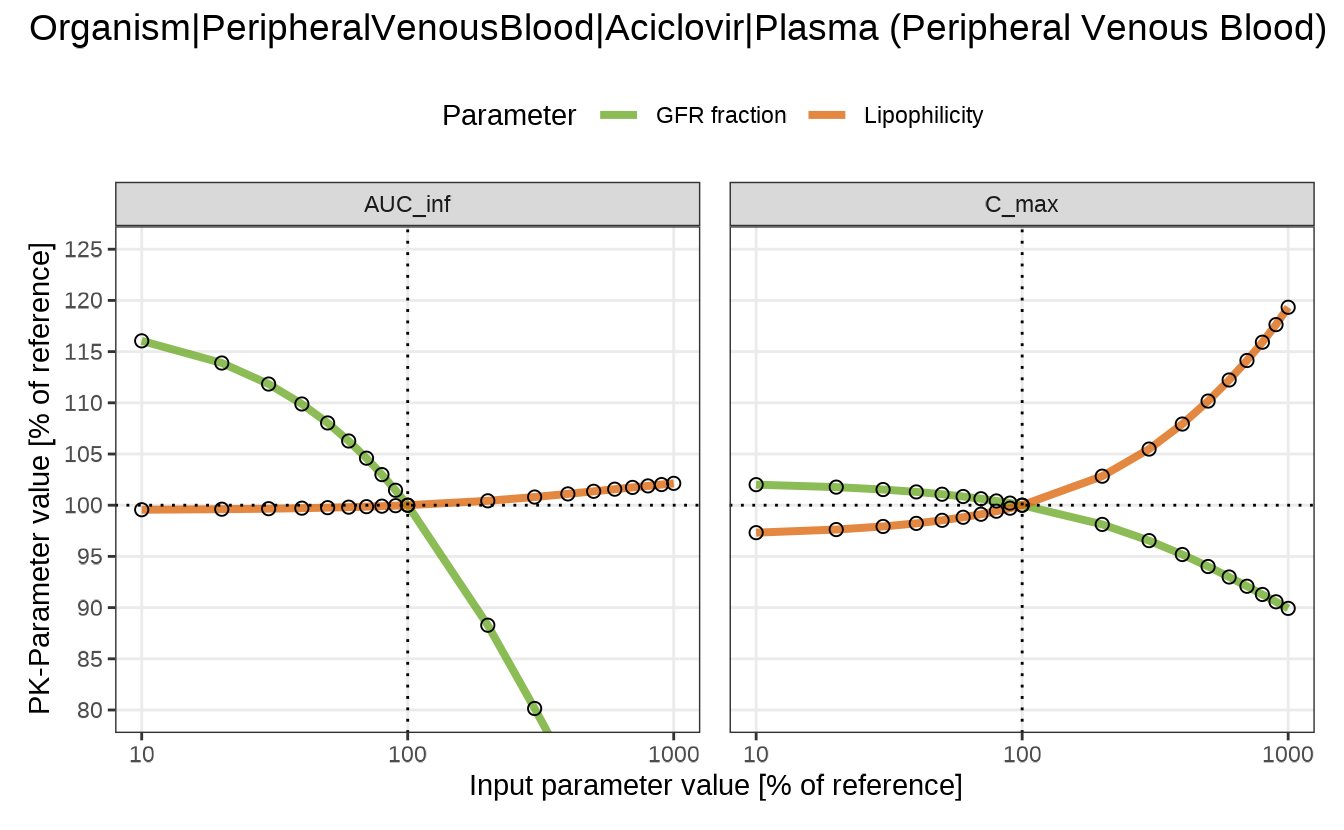 Organism|PeripheralVenousBlood|Aciclovir|Plasma (Peripheral Venous Blood)
Parameter GFR fraction Lipophilicity
AUC_inf C_max
PK-Parameter value [% of reference]
125
120
115
110
105
100
95
90
85
80
10 100 1000 10 100 1000
Input parameter value [% of reference]